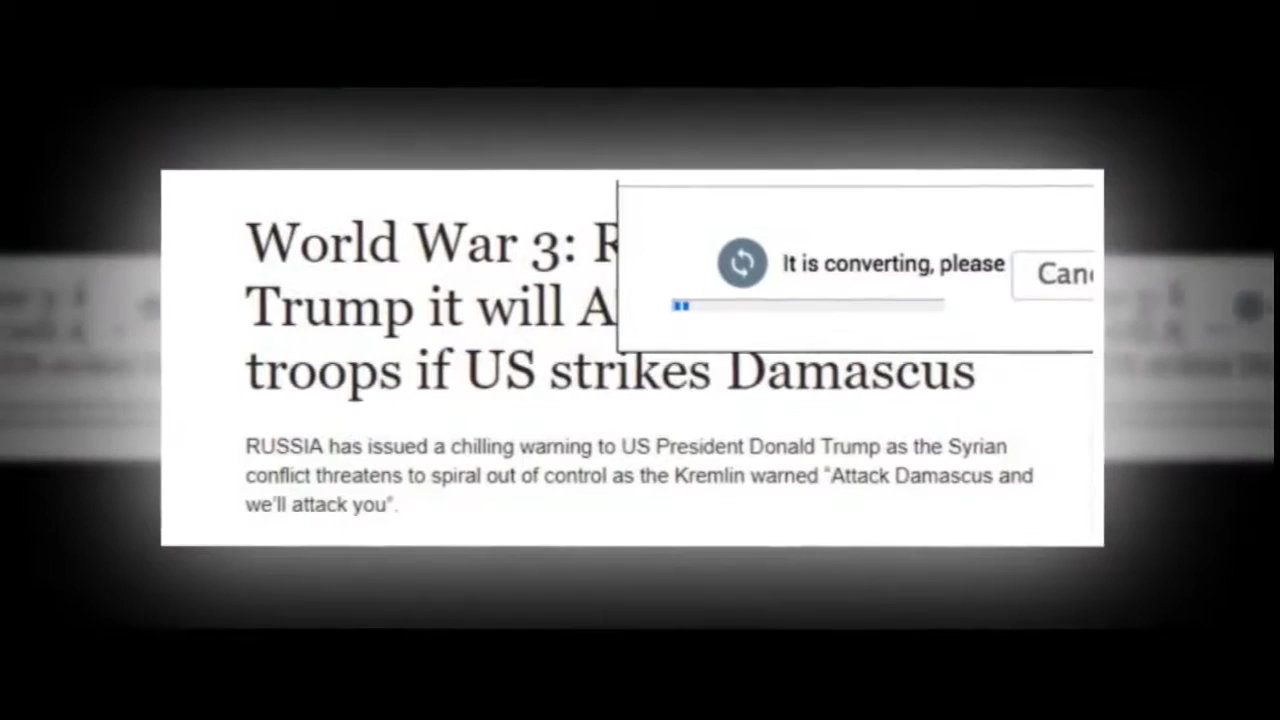 World War 3: R
Trump it will A
troops if US strikes Damascus
It is converting, please
Canc
RUSSIA has issued a chilling warning to US President Donald Trump as the Syrian
conflict threatens to spiral out of control as the Kremlin warned "Attack Damascus and
we'll attack you".